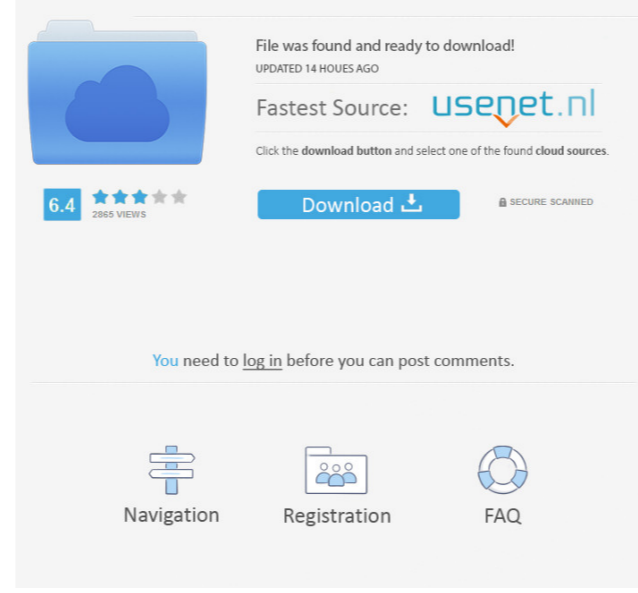 File was found and ready to download!
UPDATED 14 HOUES AGO
Fastest Source: usenet.nl
Click the download button and select one of the found cloud sources.
6.4
2865 VIEWS
Download
SECURE SCANNED
You need to log in before you can post comments.
Navigation
Registration
FAQ